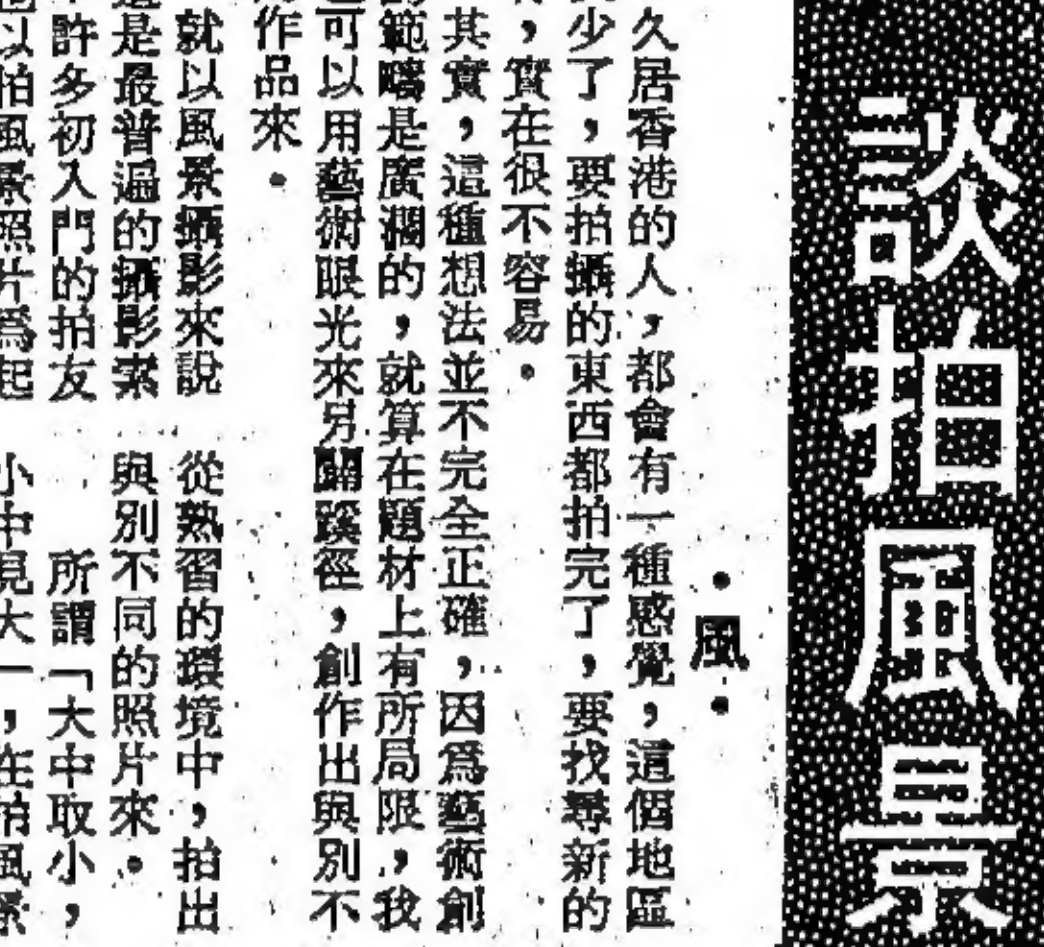 談拍風景
•風•
久居香港的人,都會有一種感覺,這個地區
少了,要拍攝的東西都拍完了,要找尋新的
,實在很不容易。
其實,這種想法並不完全正確,因爲藝術創
範疇是廣濶的,就算在題材上有所局限,我
可以用藝術眼光來另闢蹊徑,創作出與別不
作品來。
就以風景攝影來說
是最普遍的攝影索
許多初入門的拍友
以拍風景照片爲起
從熟習的環境中,拍出
與別不同的照片來。
所謂「大中取小,
小中見大」,在拍風景